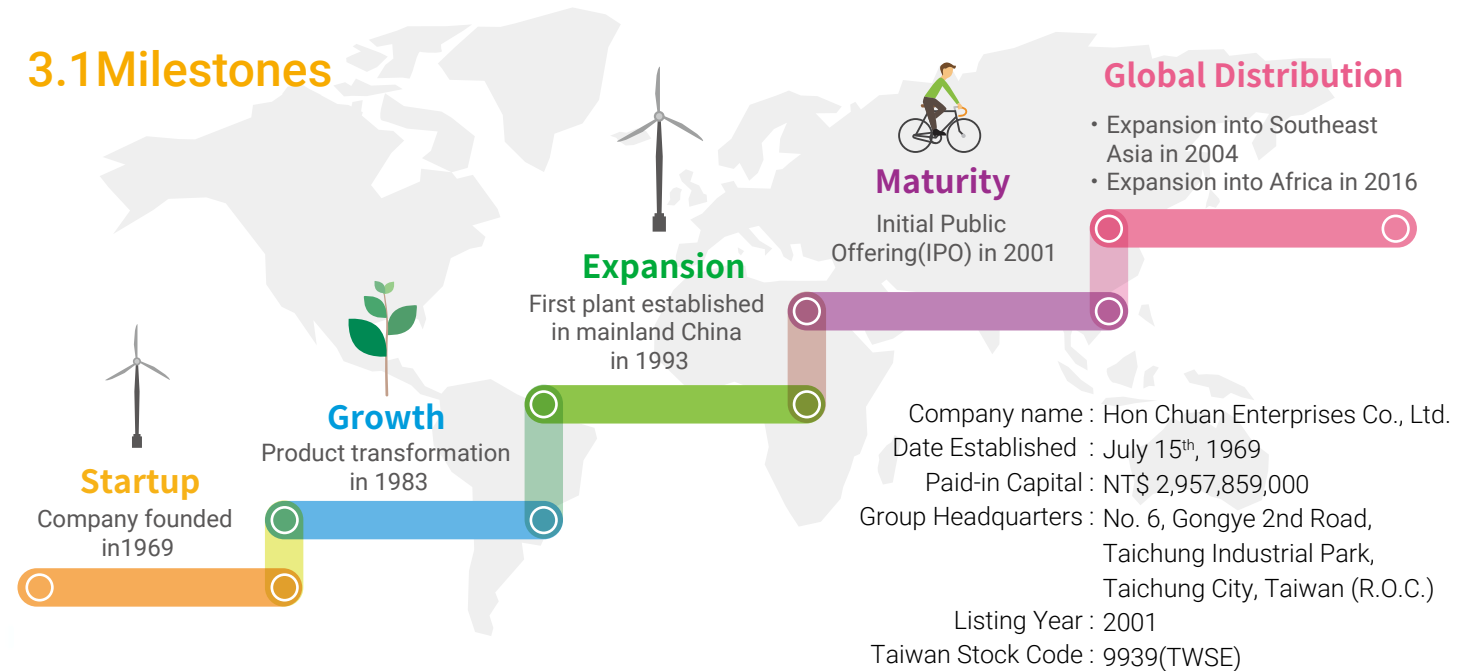 3.1Milestones
Startup
Company founded
in1969
Growth
Product transformation
in 1983
Expansion
First plant established
in mainland China
in 1993
Maturity
Initial Public
Offering(IPO) in 2001
Global Distribution
・Expansion into Southeast
Asia in 2004
・Expansion into Africa in 2016
Company name : Hon Chuan Enterprises Co., Ltd.
Date Established : July 15th, 1969
Paid-in Capital : NT$ 2,957,859,000
Group Headquarters : No. 6, Gongye 2nd Road,
Taichung Industrial Park,
Taichung City, Taiwan (R.O.C.)
Listing Year : 2001
Taiwan Stock Code : 9939(TWSE)